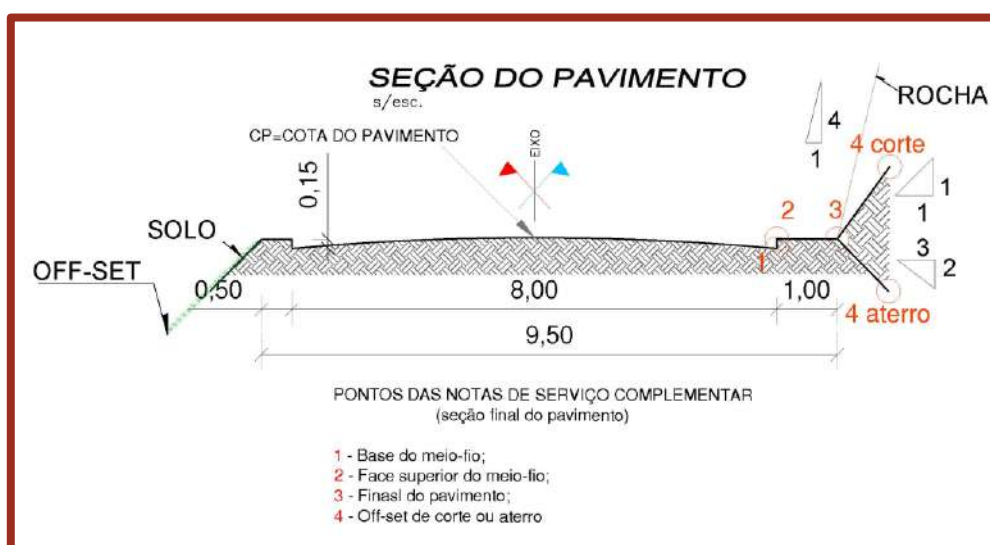 SEÇÃO DO PAVIMENTO
s/esc.
ROCHA
CP=COTA DO PAVIMENTO
EIXO
4
1
4 corte
0,15
2
3
1
1
SOLO
OFF-SET
1
3
2
0,50
8,00
1,00
4 aterro
9,50
PONTOS DAS NOTAS DE SERVIÇO COMPLEMENTAR
(seção final do pavimento)
1 - Base do meio-fio;
2 - Face superior do meio-fio;
3 - Finasl do pavimento;
4 - Off-set de corte ou aterro